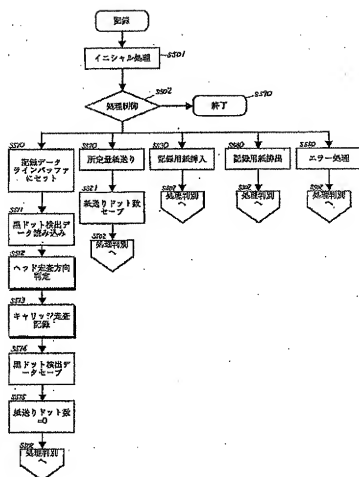 記録
S501
イニシャル処理
S502
処理判別
S590
終了
S510
記録データ
ラインバッファ
にセット
S520
所定量紙送り
S530
記録用紙挿入
S540
記録用紙排出
S550
エラー処理
S521
紙送りドット数
セーブ
S502
処理判別
へ
S502
処理判別
へ
S502
処理判別
へ
S502
処理判別
へ
S511
黒ドット検出デ
ータ読み込み
S512
ヘッド走査方向
判定
S513
キャリッジ走査
記録
S514
黒ドット検出デ
ータセーブ
S515
紙送りドット数
=0
S502
処理判別
へ